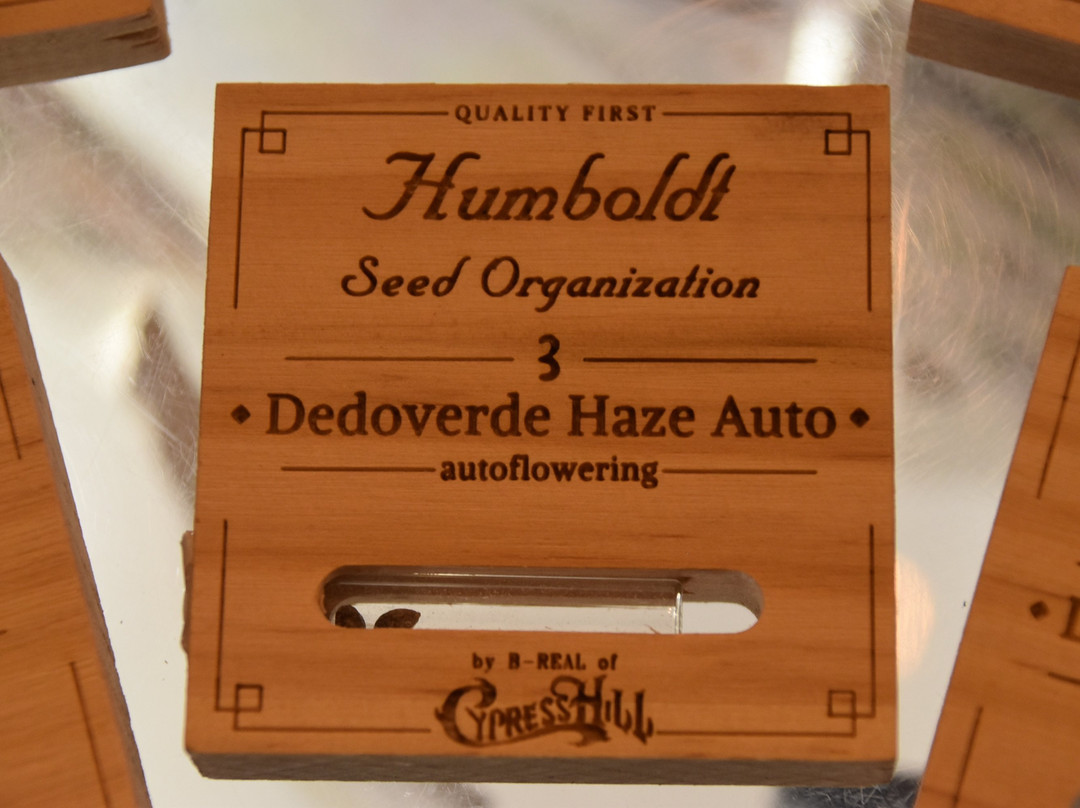 QUALITY FIRST
Humboldt
Seed Organization
3
Dedoverde Haze Auto
autoflowering
by B-REAL of
CYPRESS HILL